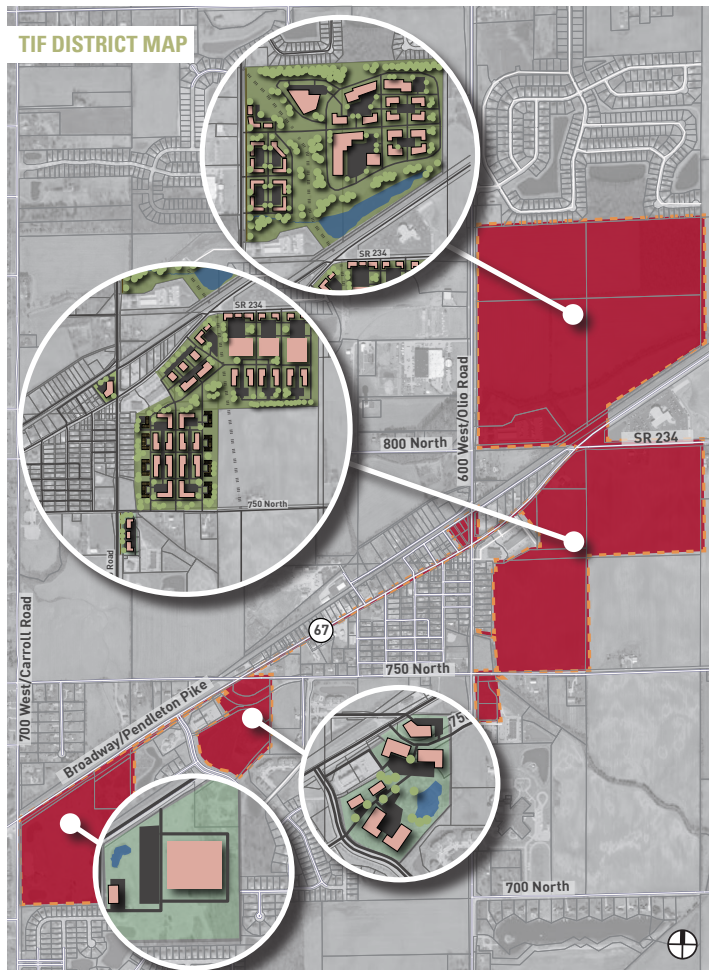 TIF DISTRICT MAP
SR 234
SR 234
600 West/Olio Road
800 North
SR 234
750 North
Road
67
750 North
700 West/Carroll Road
Broadway/Pendleton Pike
75
700 North